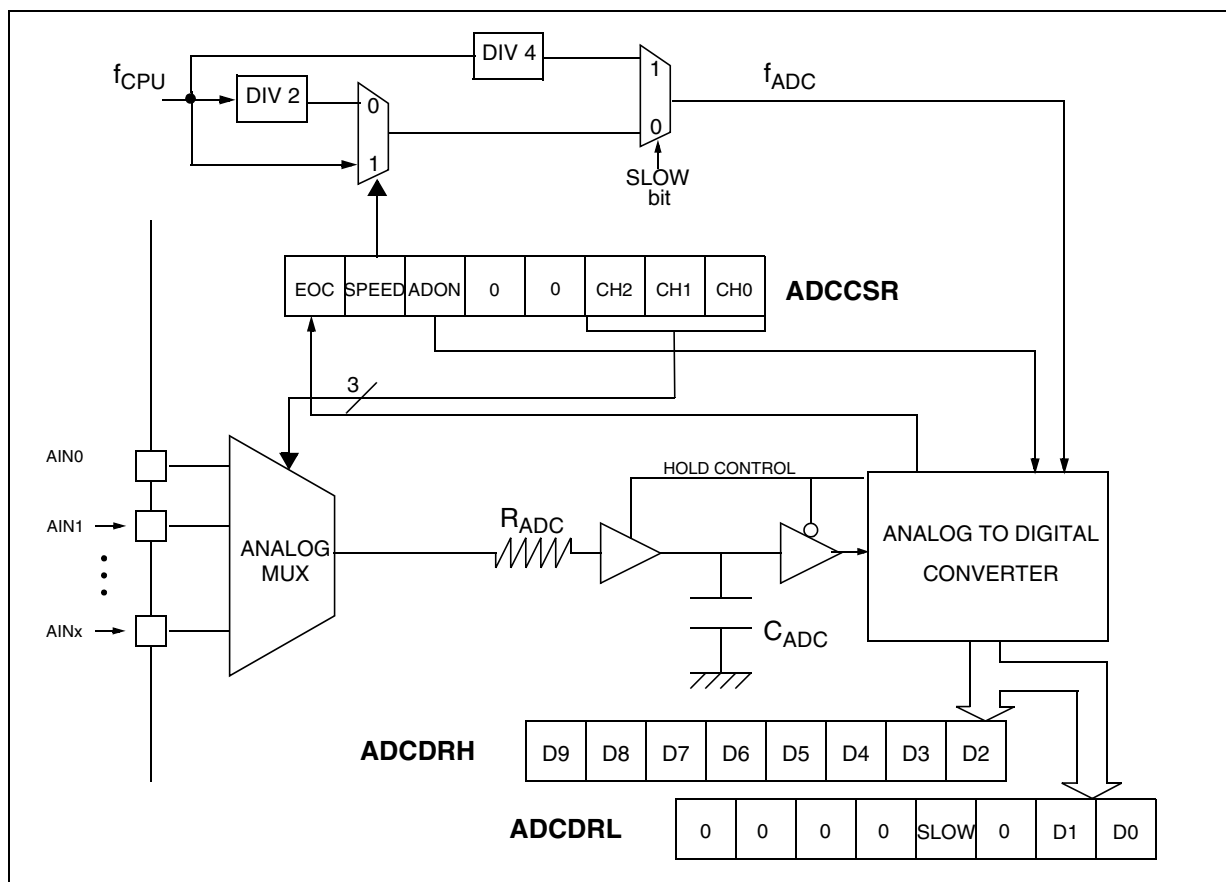 DIV 4
fCPU
DIV 2
0
1
1
0
fADC
SLOW
bit
EOC SPEED ADON 0 0 CH2 CH1 CH0
ADCCSR
3
AIN0
AIN1
AINx
ANALOG
MUX
RADC
HOLD CONTROL
CADC
ANALOG TO DIGITAL
CONVERTER
ADCDRH D9 D8 D7 D6 D5 D4 D3 D2
ADCDRL 0 0 0 0 SLOW 0 D1 D0